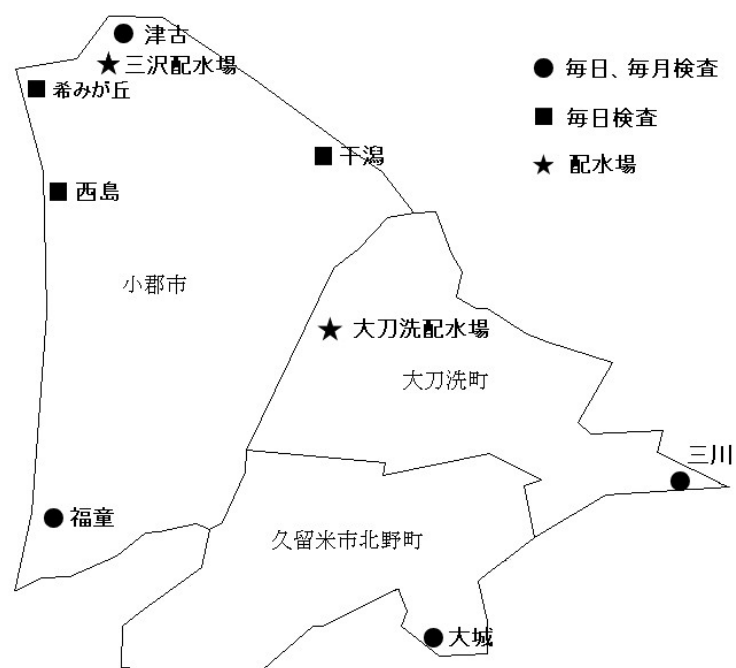 津古
三沢配水場
希みが丘
干潟
西島
小郡市
大刀洗配水場
大刀洗町
三川
福童
久留米市北野町
大城
毎日、毎月検査
毎日検査
配水場